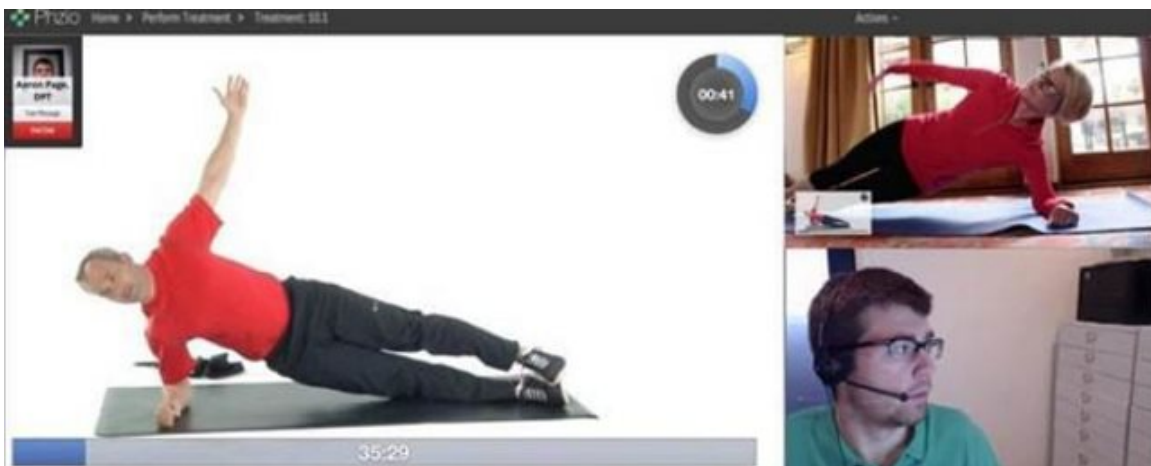 Phzio Home ▸ Perform Treatment ▸ Treatment: 10.1 Actions
Aaron Page,
DPT
00:41
35:29